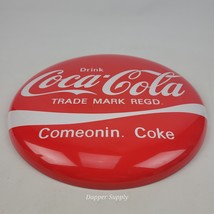 Drink
Coca-Cola
TRADE MARK REGD
Comeonin. Coke
Dapper Supply